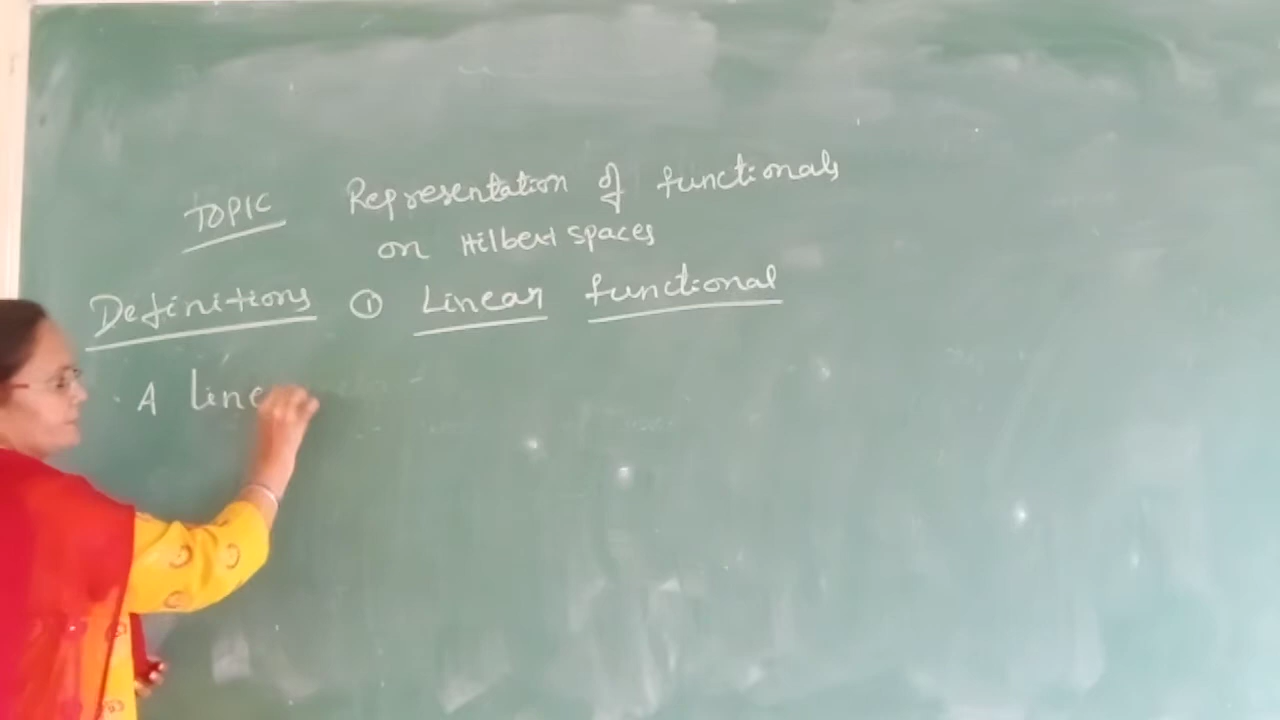 TOPIC Representation of functionals
on Hilbert spaces
Definitions ① Linear functional
A Line